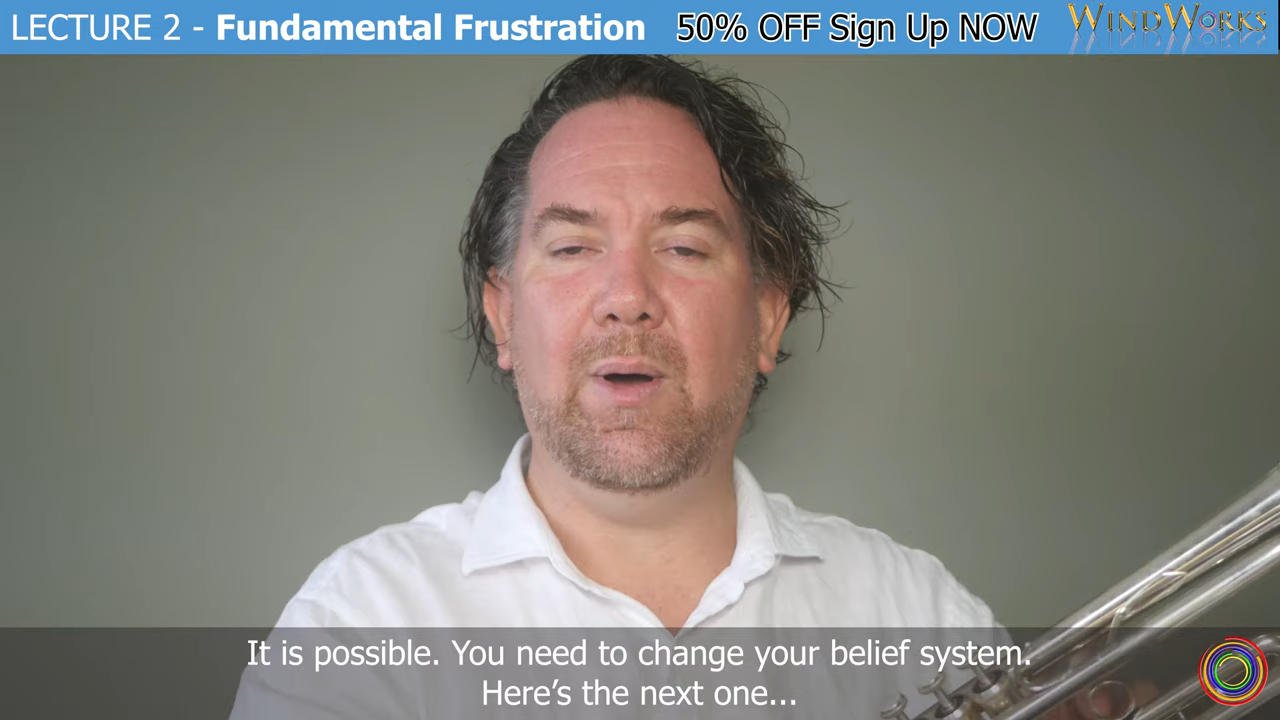 LECTURE 2 - Fundamental Frustration 50% OFF Sign Up NOW WINDWORKS
It is possible. You need to change your belief system.
Here's the next one...